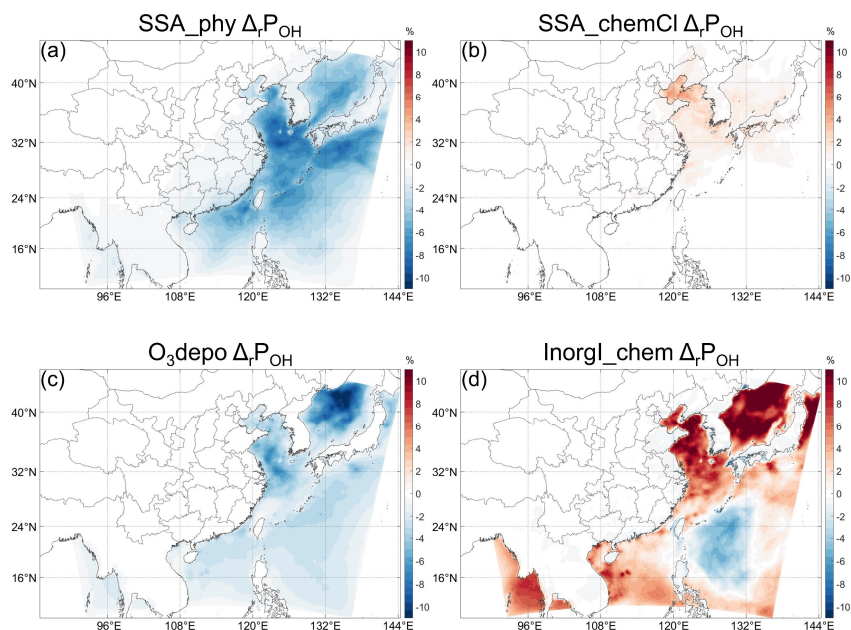 SSA_phy ΔrPOH
SSA_chemCl ΔrPOH
(a)
40°N
32°N
24°N
16°N
96°E 108°E 120°E 132°E 144°E
%
10
8
6
4
2
0
-2
-4
-6
-8
-10
(b)
40°N
32°N
24°N
16°N
96°E 108°E 120°E 132°E 144°E
%
10
8
6
4
2
0
-2
-4
-6
-8
-10
O3depo ΔrPOH
InorgI_chem ΔrPOH
(c)
40°N
32°N
24°N
16°N
96°E 108°E 120°E 132°E 144°E
%
10
8
6
4
2
0
-2
-4
-6
-8
-10
(d)
40°N
32°N
24°N
16°N
96°E 108°E 120°E 132°E 144°E
%
10
8
6
4
2
0
-2
-4
-6
-8
-10